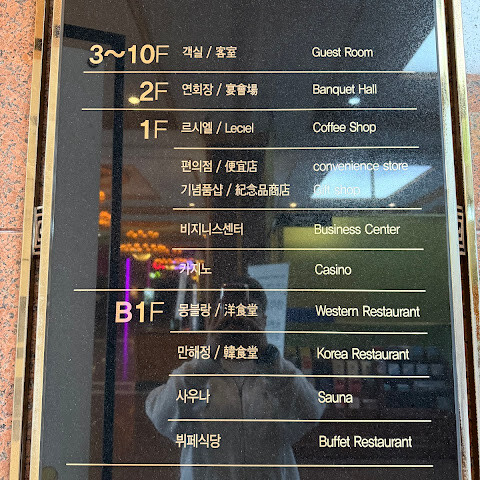 3~10F 객실 / 客室 Guest Room
2F 연회장 / 宴會場 Banquet Hall
1F 르시엘 / Leciel Coffee Shop
편의점 / 便宜店 convenience store
기념품샵 / 紀念品商店 Gift shop
비지니스센터 Business Center
카지노 Casino
B1F 몽블랑 / 洋食堂 Western Restaurant
만해정 / 韓食堂 Korea Restaurant
사우나 Sauna
뷔페식당 Buffet Restaurant